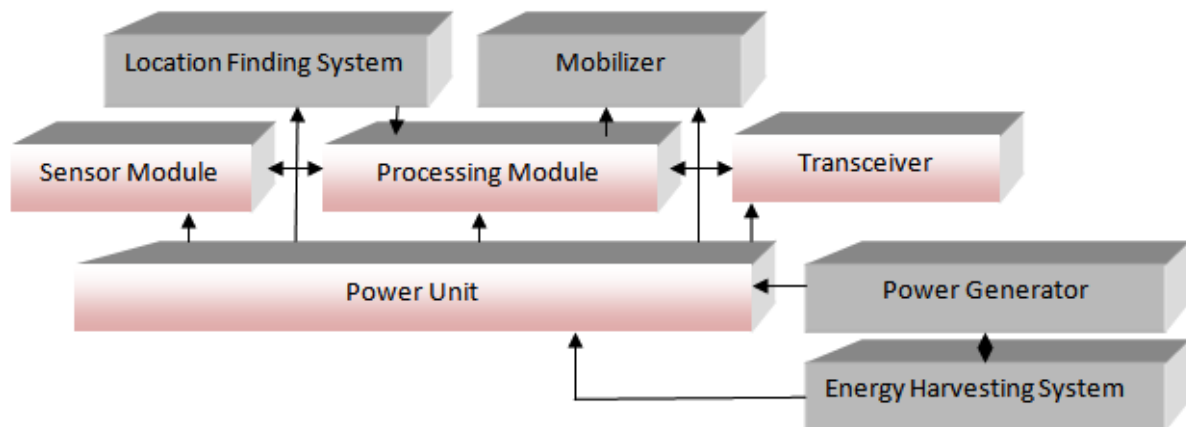 Location Finding System
Mobilizer
Sensor Module
Processing Module
Transceiver
Power Unit
Power Generator
Energy Harvesting System